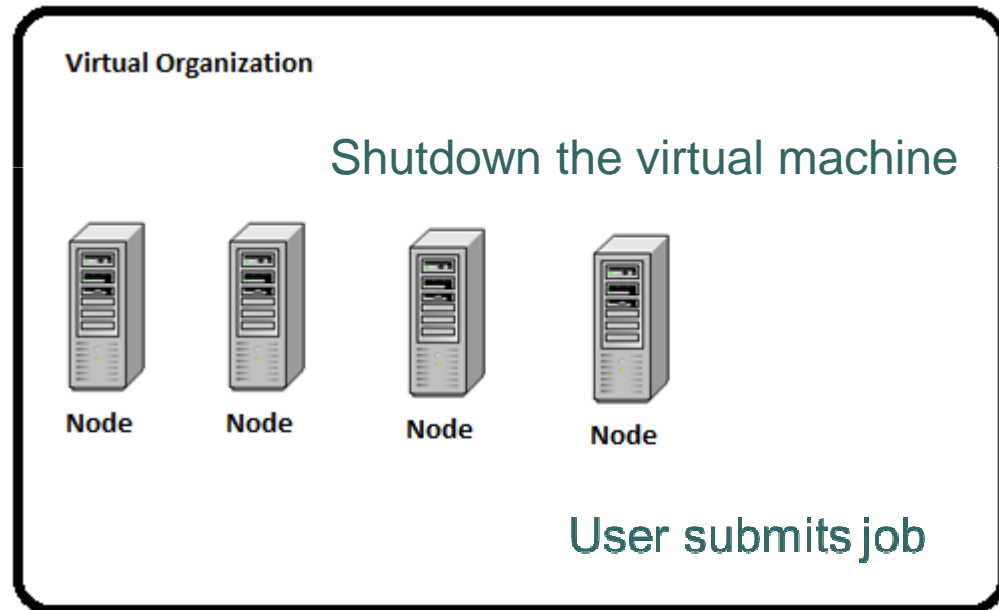 Virtual Organization
Shutdown the virtual machine
Node Node Node Node
User submits job